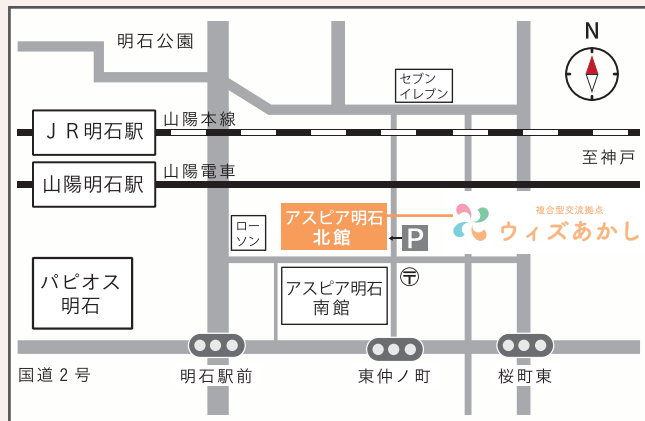 N
明石公園
セブン
イレブン
山陽本線
JR明石駅
至神戸
山陽電車
山陽明石駅
複合型交流拠点
ウィズあかし
アスピア明石
北館
ロー
ソン
P
〒
パピオス
明石
アスピア明石
南館
国道2号
明石駅前
東仲ノ町
桜町東